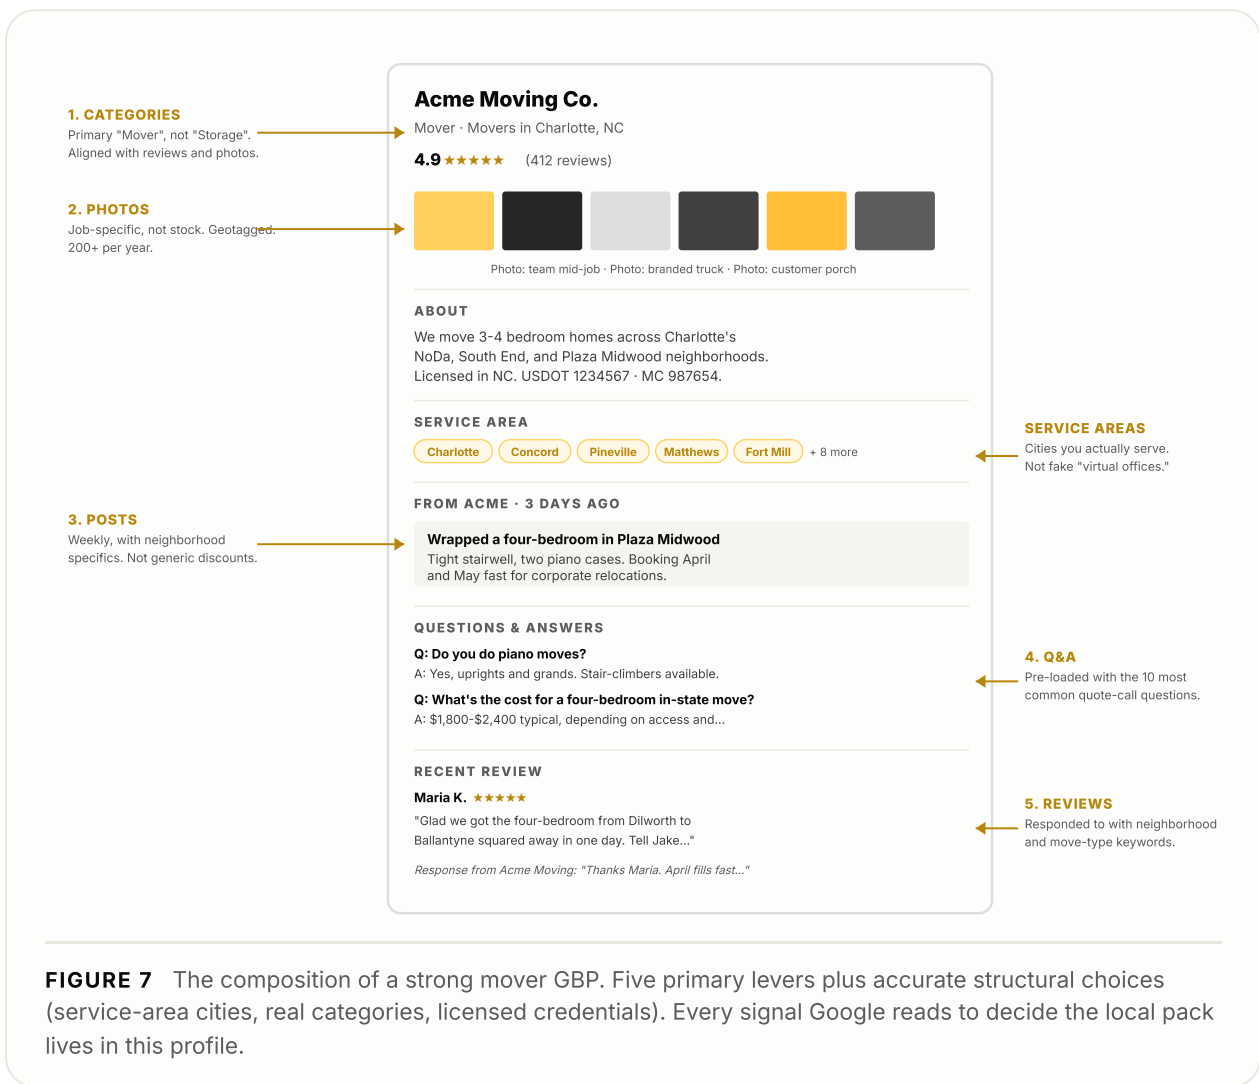 1. CATEGORIES
Primary "Mover", not "Storage".
Aligned with reviews and photos.
2. PHOTOS
Job-specific, not stock. Geotagged.
200+ per year.
3. POSTS
Weekly, with neighborhood
specifics. Not generic discounts.
Acme Moving Co.
Mover · Movers in Charlotte, NC
4.9 ★★★★★ (412 reviews)
Photo: team mid-job · Photo: branded truck · Photo: customer porch
ABOUT
We move 3-4 bedroom homes across Charlotte's
NoDa, South End, and Plaza Midwood neighborhoods.
Licensed in NC. USDOT 1234567 · MC 987654.
SERVICE AREA
Charlotte Concord Pineville Matthews Fort Mill + 8 more
FROM ACME · 3 DAYS AGO
Wrapped a four-bedroom in Plaza Midwood
Tight stairwell, two piano cases. Booking April
and May fast for corporate relocations.
QUESTIONS & ANSWERS
Q: Do you do piano moves?
A: Yes, uprights and grands. Stair-climbers available.
Q: What's the cost for a four-bedroom in-state move?
A: $1,800-$2,400 typical, depending on access and...
RECENT REVIEW
Maria K. ★★★★★
"Glad we got the four-bedroom from Dilworth to
Ballantyne squared away in one day. Tell Jake..."
Response from Acme Moving: "Thanks Maria. April fills fast..."
SERVICE AREAS
Cities you actually serve.
Not fake "virtual offices."
4. Q&A
Pre-loaded with the 10 most
common quote-call questions.
5. REVIEWS
Responded to with neighborhood
and move-type keywords.
FIGURE 7 The composition of a strong mover GBP. Five primary levers plus accurate structural choices
(service-area cities, real categories, licensed credentials). Every signal Google reads to decide the local pack
lives in this profile.